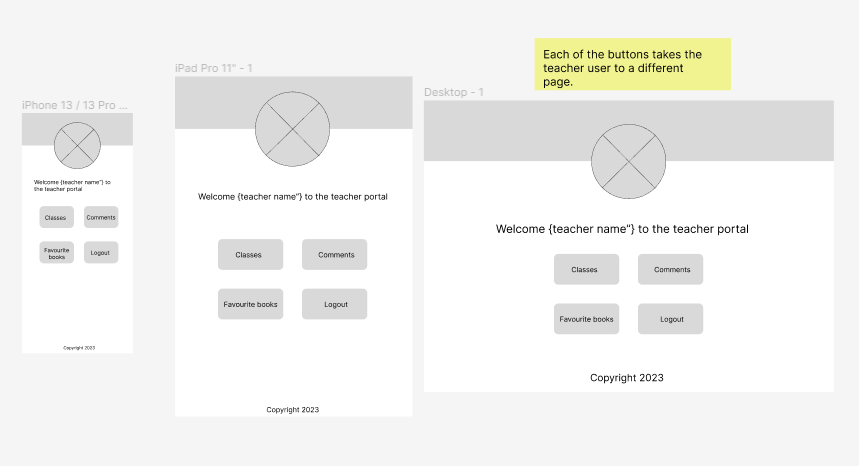 Each of the buttons takes the
teacher user to a different
page.
iPhone 13 / 13 Pro ...
Welcome {teacher name"} to
the teacher portal
Classes
Comments
Favourite
books
Logout
Copyright 2023
iPad Pro 11" - 1
Welcome {teacher name"} to the teacher portal
Classes
Comments
Favourite books
Logout
Copyright 2023
Desktop - 1
Welcome {teacher name"} to the teacher portal
Classes
Comments
Favourite books
Logout
Copyright 2023